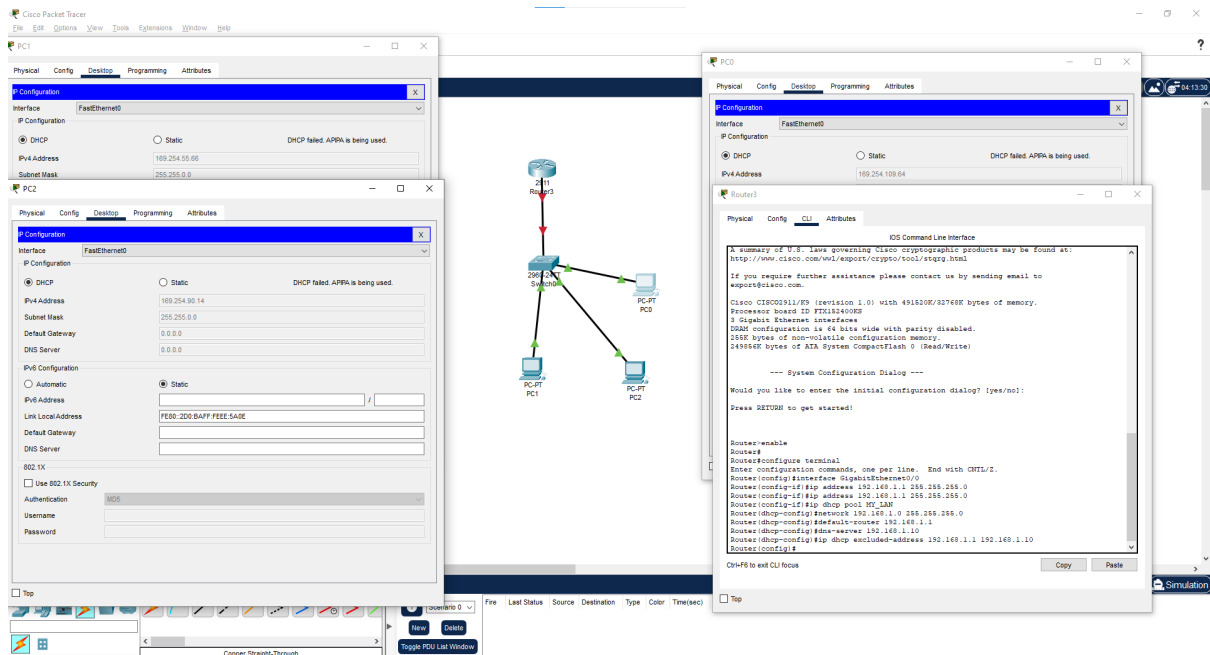 Cisco Packet Tracer
File Edit Options View Tools Extensions Window Help
?
04:13:30
PC1
Physical Config Desktop Programming Attributes
IP Configuration X
Interface FastEthernet0
IP Configuration
DHCP Static DHCP failed. APIPA is being used.
IPv4 Address 169.254.55.66
Subnet Mask 255.255.0.0
PC2
Physical Config Desktop Programming Attributes
IP Configuration X
Interface FastEthernet0
IP Configuration
DHCP Static DHCP failed. APIPA is being used.
IPv4 Address 169.254.90.14
Subnet Mask 255.255.0.0
Default Gateway 0.0.0.0
DNS Server 0.0.0.0
IPv6 Configuration
Automatic Static
IPv6 Address /
Link Local Address FE80::2D0:BAFF:FEEE:5A0E
Default Gateway
DNS Server
802.1X
Use 802.1X Security
Authentication MD5
Username
Password
Top
2911
Router3
2960-24TT
Switch0
PC-PT
PC0
PC-PT
PC1
PC-PT
PC2
PC0
Physical Config Desktop Programming Attributes
IP Configuration X
Interface FastEthernet0
IP Configuration
DHCP Static DHCP failed. APIPA is being used.
IPv4 Address 169.254.109.64
Router3
Physical Config CLI Attributes
IOS Command Line Interface
A summary of U.S. laws governing Cisco cryptographic products may be found at:
http://www.cisco.com/wwl/export/crypto/tool/stqrg.html
If you require further assistance please contact us by sending email to
export@cisco.com.
Cisco CISCO2911/K9 (revision 1.0) with 491520K/32768K bytes of memory.
Processor board ID FTX152400KS
3 Gigabit Ethernet interfaces
DRAM configuration is 64 bits wide with parity disabled.
255K bytes of non-volatile configuration memory.
249856K bytes of ATA System CompactFlash 0 (Read/Write)
--- System Configuration Dialog ---
Would you like to enter the initial configuration dialog? [yes/no]:
Press RETURN to get started!
Router>enable
Router#
Router#configure terminal
Enter configuration commands, one per line. End with CNTL/Z.
Router(config)#interface GigabitEthernet0/0
Router(config-if)#ip address 192.168.1.1 255.255.255.0
Router(config-if)#ip address 192.168.1.1 255.255.255.0
Router(config-if)#ip dhcp pool MY_LAN
Router(dhcp-config)#network 192.168.1.0 255.255.255.0
Router(dhcp-config)#default-router 192.168.1.1
Router(dhcp-config)#dns-server 192.168.1.10
Router(dhcp-config)#ip dhcp excluded-address 192.168.1.1 192.168.1.10
Router(config)#
Ctrl+F6 to exit CLI focus Copy Paste
Top
Simulation
Scenario 0
Fire Last Status Source Destination Type Color Time(sec)
New Delete
Toggle PDU List Window
Copper Straight-Through